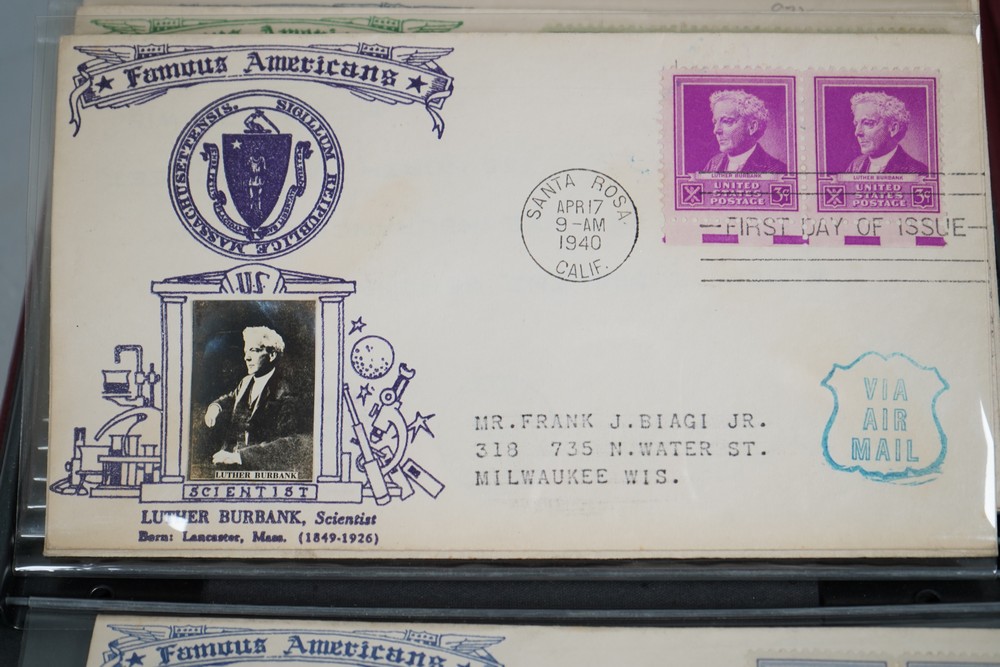 Famous Americans
SIGILLUM REIPUBLICÆ MASSACHUSETTENSIS.
US
LUTHER BURBANK
SCIENTIST
LUTHER BURBANK, Scientist
Born: Lancaster, Mass. (1849-1926)
SANTA ROSA
APR 17
9-AM
1940
CALIF.
LUTHER BURBANK
UNITED
STATES
POSTAGE
3¢
LUTHER BURBANK
UNITED
STATES
POSTAGE
3¢
FIRST DAY OF ISSUE
MR.FRANK J.BIAGI JR.
318 735 N.WATER ST.
MILWAUKEE WIS.
VIA
AIR
MAIL
Famous Americans